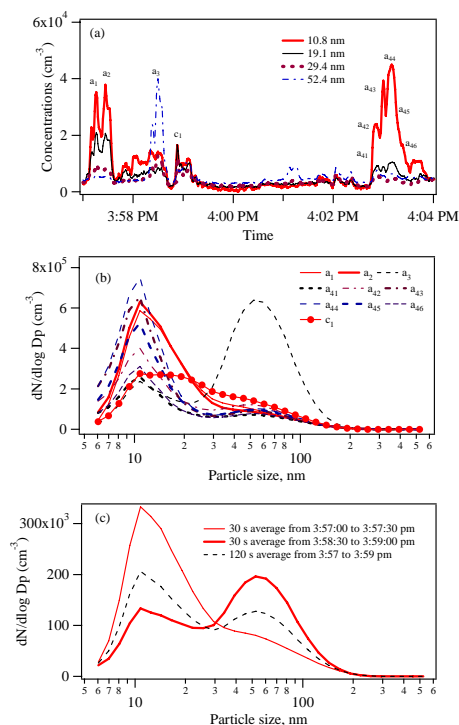 (a)
10.8 nm
19.1 nm
29.4 nm
52.4 nm
a1 a2 a3 c1 a41 a42 a43 a44 a45 a46
Concentrations (cm-3)
6x10^4
4
2
0
3:58 PM 4:00 PM 4:02 PM 4:04 PM
Time
(b)
a1 a2 a3
a41 a42 a43
a44 a45 a46
c1
dN/dlog Dp (cm-3)
8x10^5
6
4
2
0
5 6 7 8 10 2 3 4 5 6 7 8 100 2 3 4 5 6
Particle size, nm
(c)
30 s average from 3:57:00 to 3:57:30 pm
30 s average from 3:58:30 to 3:59:00 pm
120 s average from 3:57 to 3:59 pm
dN/dlog Dp (cm-3)
300x10^3
200
100
0
6 7 8 10 2 3 4 5 6 7 8 100 2 3 4 5 6
Particle size, nm